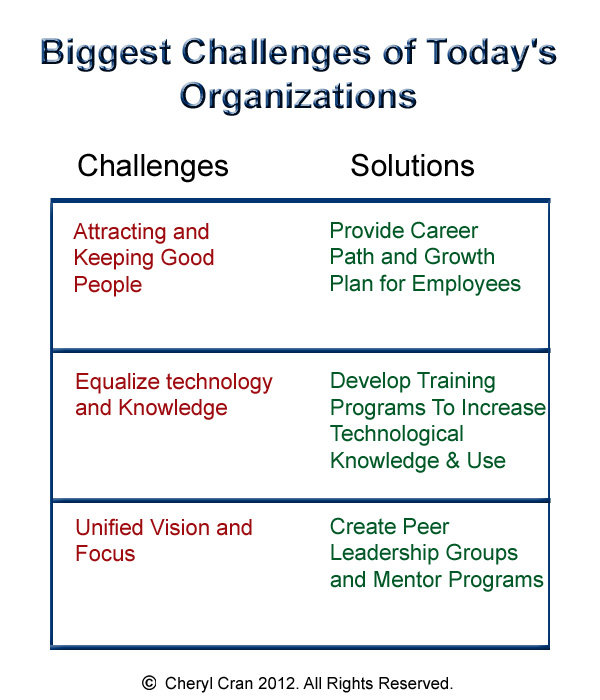 Biggest Challenges of Today's
Organizations
Challenges
Solutions
Attracting and
Keeping Good
People
Provide Career
Path and Growth
Plan for Employees
Equalize technology
and Knowledge
Develop Training
Programs To Increase
Technological
Knowledge & Use
Unified Vision and
Focus
Create Peer
Leadership Groups
and Mentor Programs
© Cheryl Cran 2012. All Rights Reserved.